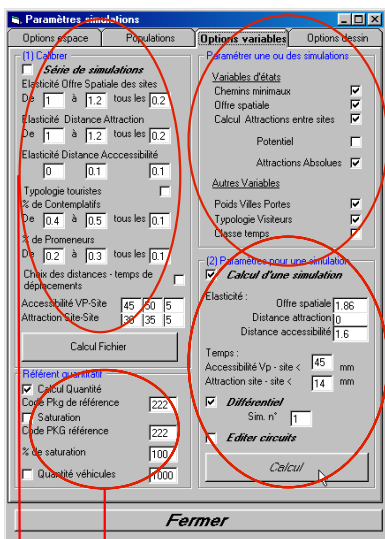 Paramètres simulations
Options espace Populations Options variables Options dessin
(1) Calibrer
Série de simulations
Elasticité Offre Spatiale des sites
De 1 à 1.2 tous les 0.2
Elasticité Distance Attraction
De 1 à 1.2 tous les 0.2
Elasticité Distance Acccessibilité
0 0.1 0.1
Typologie touristes
% de Contemplatifs
De 0.4 à 0.5 tous les 0.1
% de Promeneurs
De 0.2 à 0.3 tous les 0.1
Choix des distances - temps de déplacements
Accessibilité VP-Site 45 50 5
Attraction Site-Site 30 35 5
Calcul Fichier
Référent quantitatif
Calcul Quantité
Code Pkg de référence 222
Saturation
Code PKG référence 222
% de saturation 100
Quantité véhicules 1000
Paramétrer une ou des simulations
Variables d'états
Chemins minimaux
Offre spatiale
Calcul Attractions entre sites
Potentiel
Attractions Absolues
Autres Variables
Poids Villes Portes
Typologie Visiteurs
Classe temps
(2) Paramètres pour une simulation
Calcul d'une simulation
Elasticité :
Offre spatiale 1.86
Distance attraction 0
Distance accessibilité 1.6
Temps :
Accessibilité Vp - site < 45 mm
Attraction site - site < 14 mm
Différentiel
Sim. n° 1
Editer circuits
Calcul
Fermer